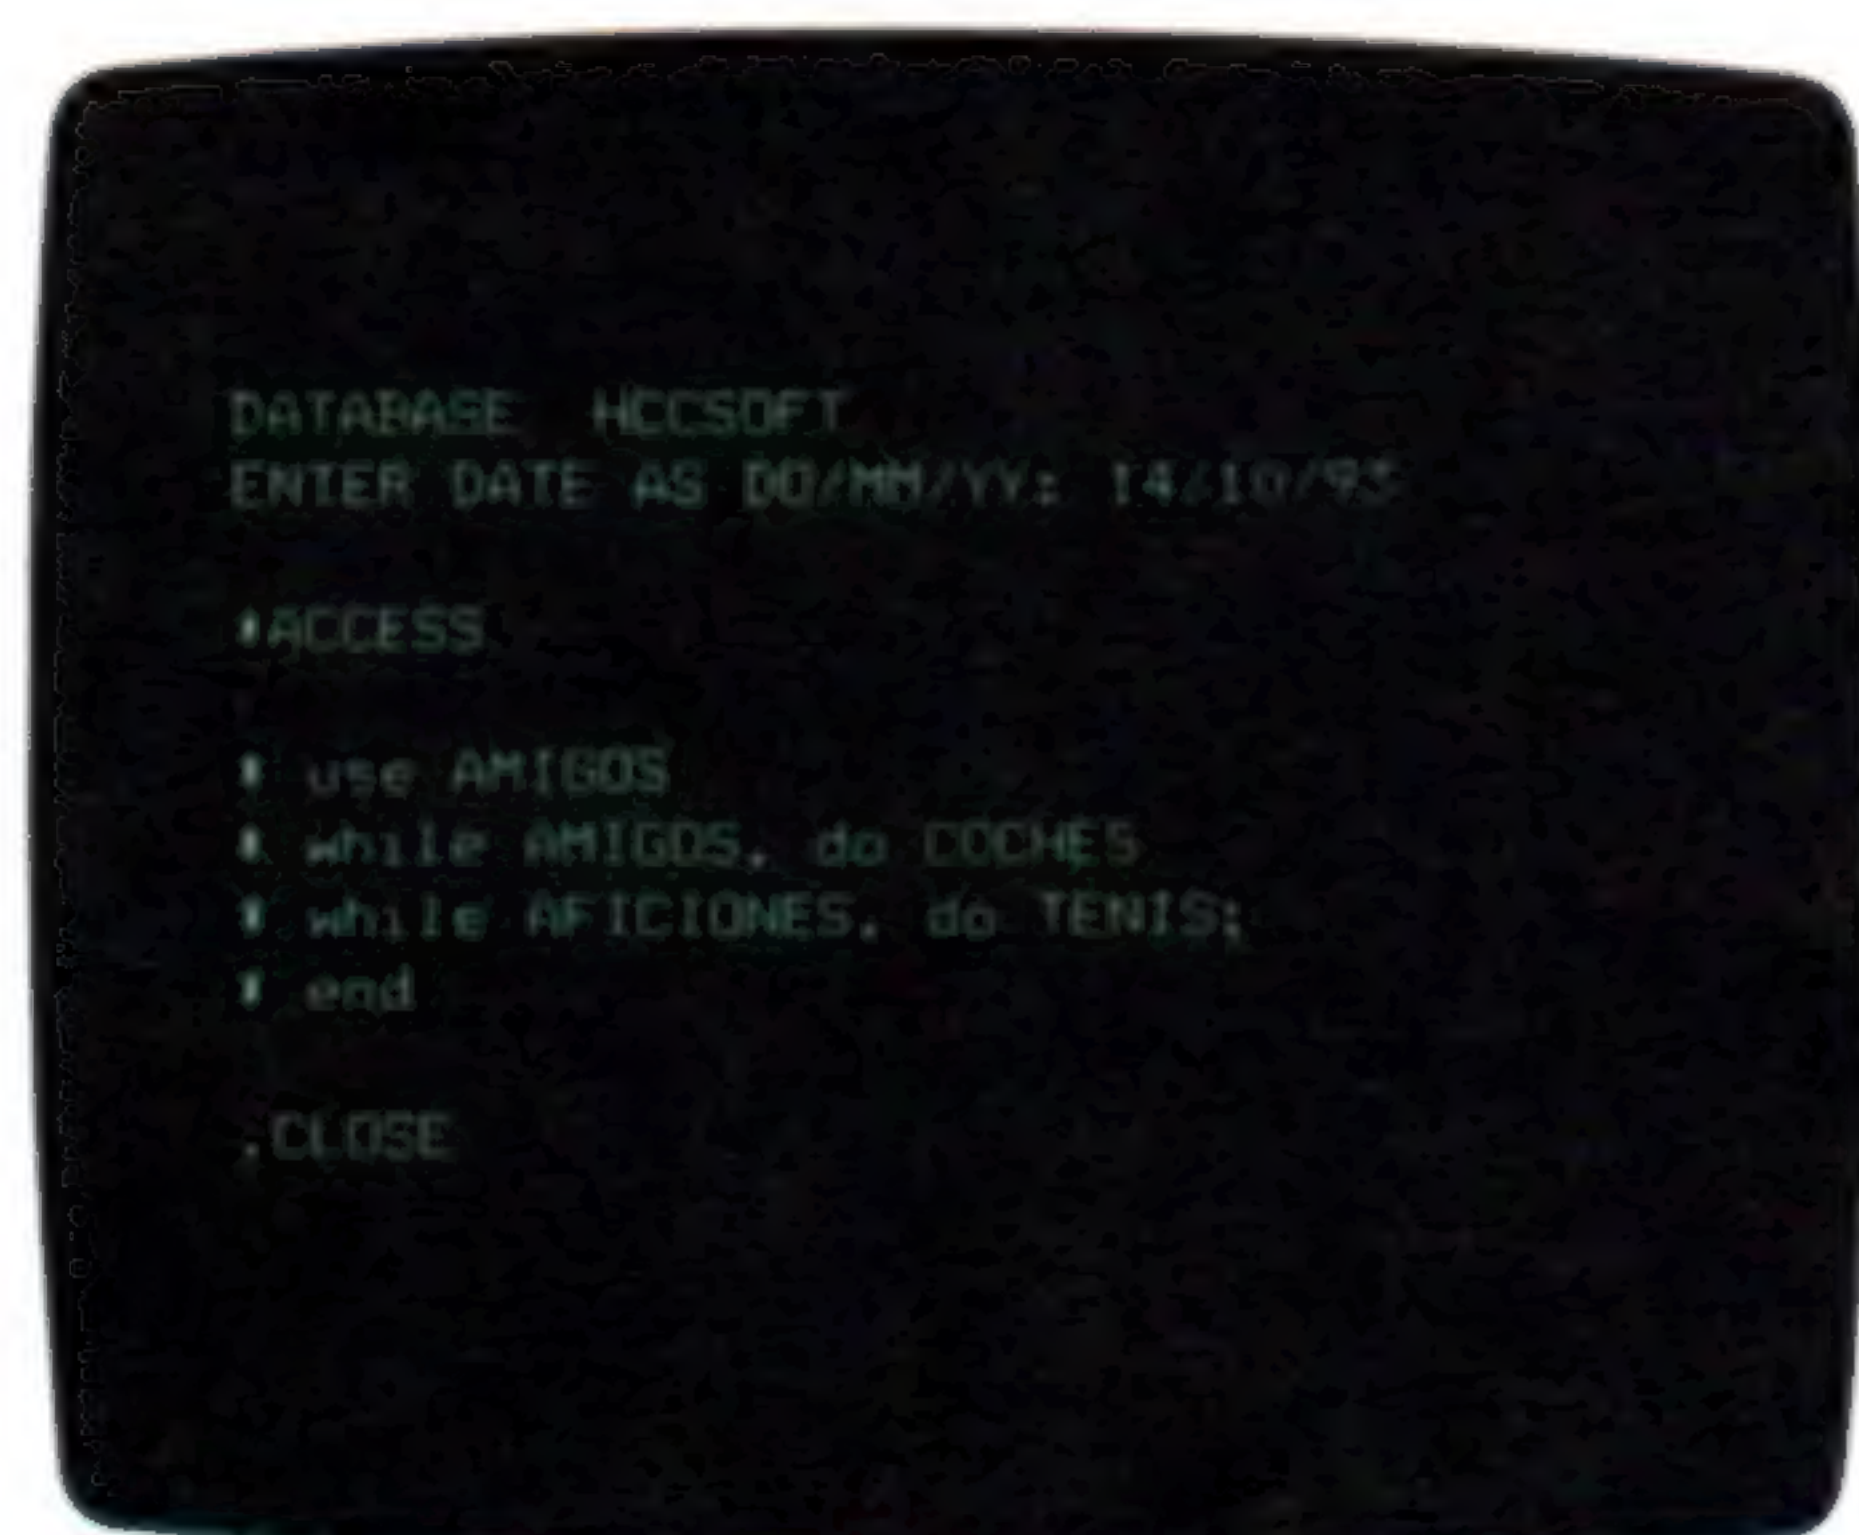 DATABASE HCCSOFT
ENTER DATE AS DD/MM/YY: 14/10/93
*ACCESS
* use AMIGOS
* while AMIGOS, do COCHES
* while AFICIONES, do TENIS;
* end
.CLOSE